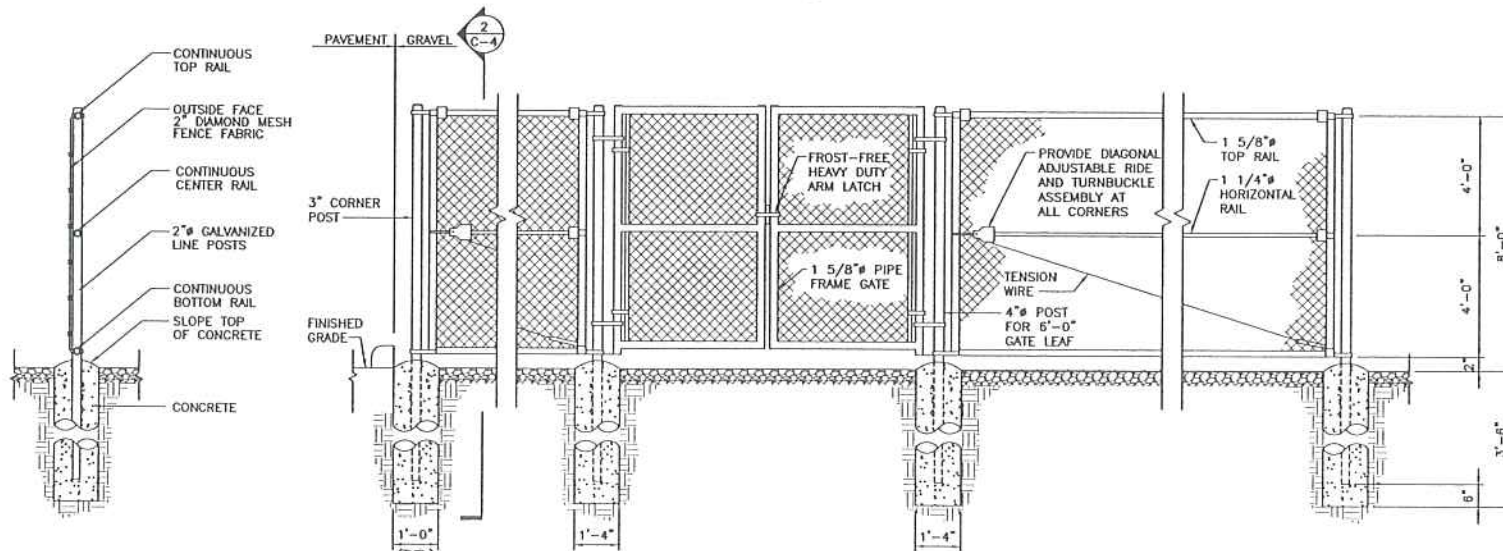 CONTINUOUS
TOP RAIL
OUTSIDE FACE
2" DIAMOND MESH
FENCE FABRIC
CONTINUOUS
CENTER RAIL
2"ø GALVANIZED
LINE POSTS
CONTINUOUS
BOTTOM RAIL
SLOPE TOP
OF CONCRETE
CONCRETE
PAVEMENT
GRAVEL
2
C-4
3" CORNER
POST
FINISHED
GRADE
FROST-FREE
HEAVY DUTY
ARM LATCH
1 5/8"ø PIPE
FRAME GATE
PROVIDE DIAGONAL
ADJUSTABLE RIDE
AND TURNBUCKLE
ASSEMBLY AT
ALL CORNERS
TENSION
WIRE
4"ø POST
FOR 6'-0"
GATE LEAF
1 5/8"ø
TOP RAIL
1 1/4"ø
HORIZONTAL
RAIL
4'-0"
4'-0"
8'-0"
2"
3'-6"
6"
1'-0"
1'-4"
1'-4"